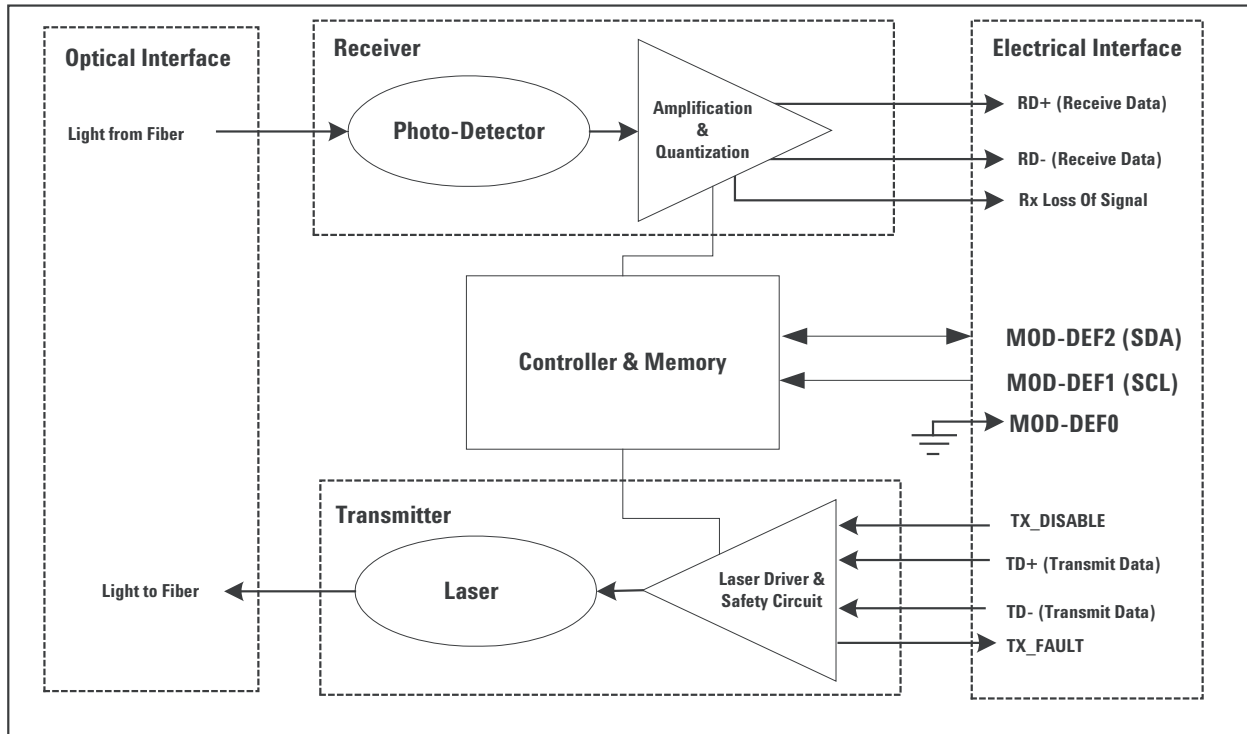 Optical Interface
Light from Fiber
Light to Fiber
Receiver
Photo-Detector
Amplification
&
Quantization
Controller & Memory
Transmitter
Laser
Laser Driver &
Safety Circuit
Electrical Interface
RD+ (Receive Data)
RD- (Receive Data)
Rx Loss Of Signal
MOD-DEF2 (SDA)
MOD-DEF1 (SCL)
MOD-DEF0
TX_DISABLE
TD+ (Transmit Data)
TD- (Transmit Data)
TX_FAULT